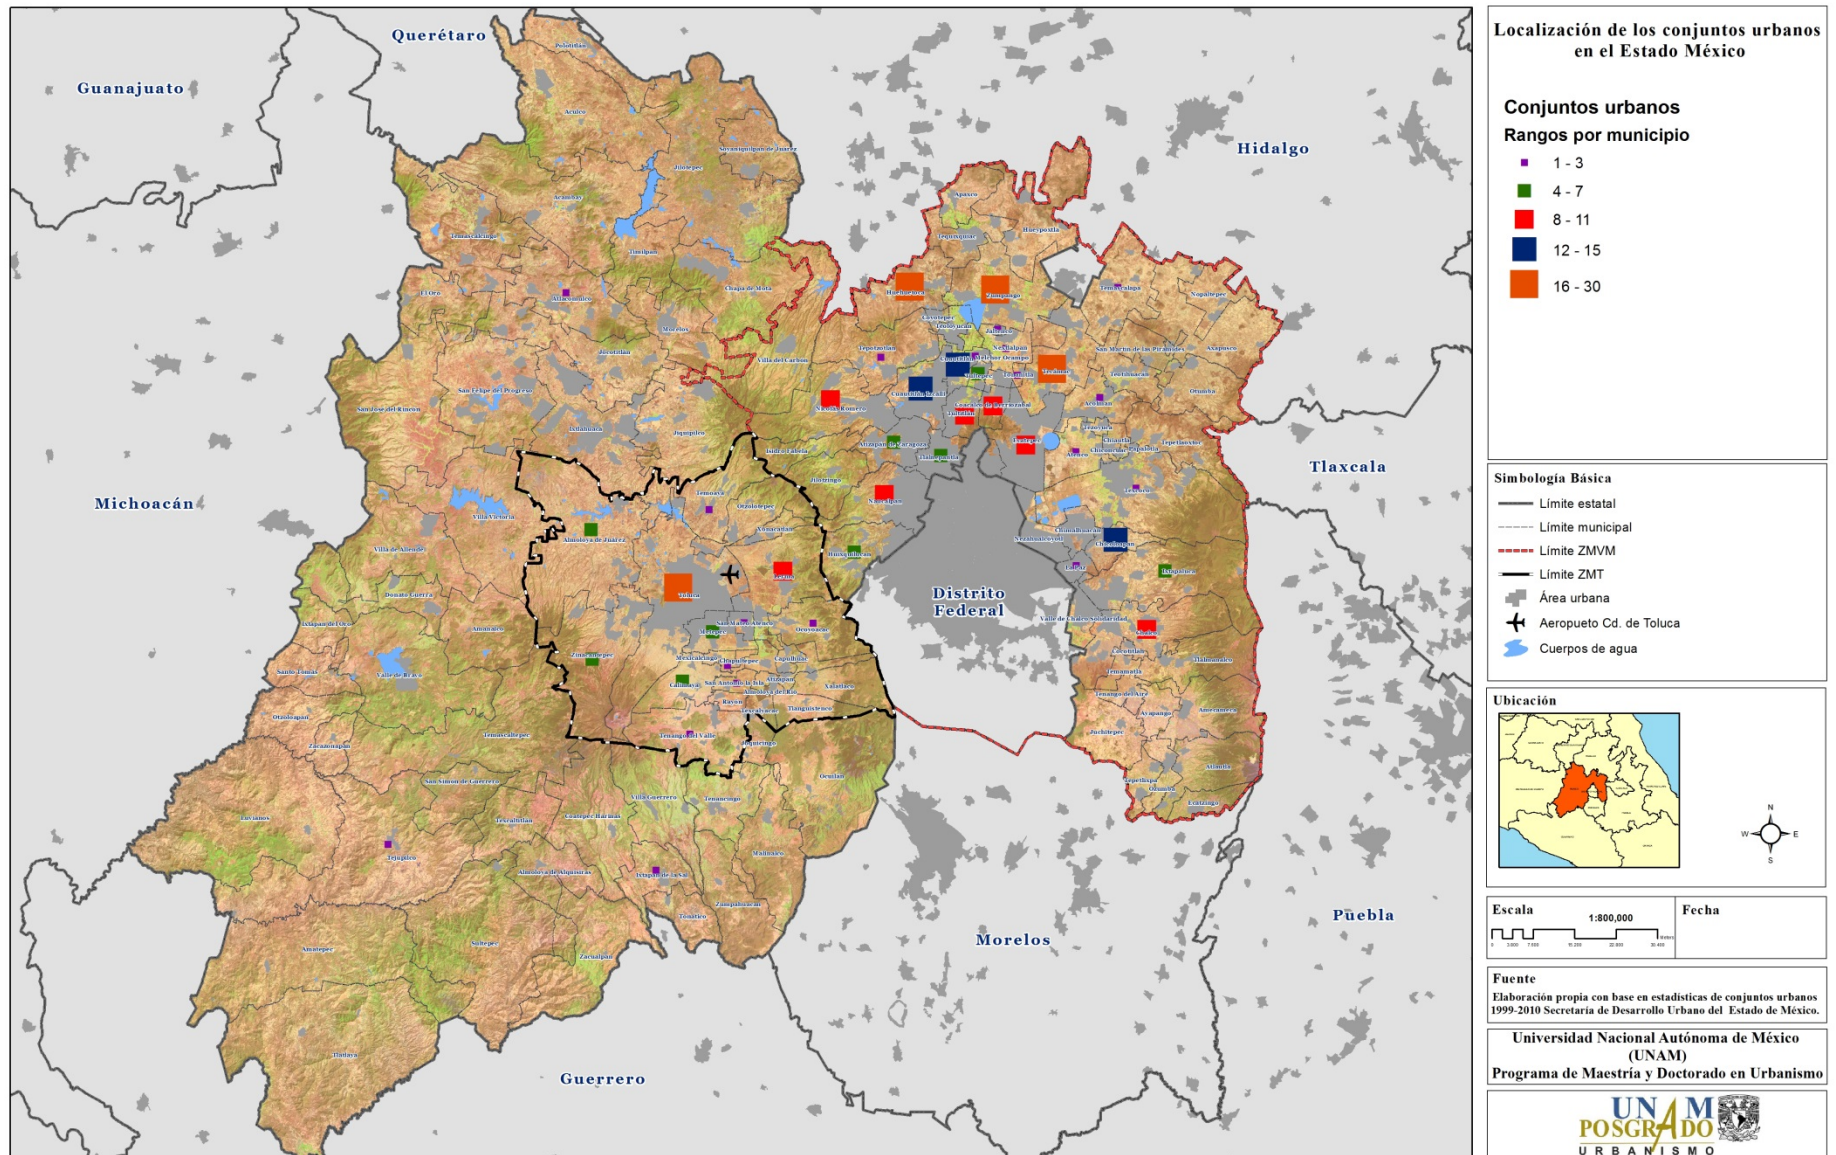 Querétaro
Guanajuato
Hidalgo
Michoacán
Tlaxcala
Distrito
Federal
Morelos
Puebla
Guerrero
Polotitlán
Aculco
Soyaniquilpan de Juárez
Jilotepec
Acambay
Temascalcingo
Timilpan
Chapa de Mota
El Oro
Atlacomulco
Morelos
Jocotitlán
Villa del Carbón
San Felipe del Progreso
San José del Rincón
Ixtlahuaca
Jiquipilco
Isidro Fabela
Jilotzingo
Temoaya
Otzolotepec
Xonacatlán
Villa Victoria
Almoloya de Juárez
Villa de Allende
Donato Guerra
Ixtapan del Oro
Amanalco
Santo Tomás
Valle de Bravo
Otzoloapan
Zacazonapan
Temascaltepec
San Simón de Guerrero
Luvianos
Tejupilco
Texcaltitlán
Coatepec Harinas
Villa Guerrero
Tenancingo
Ocuilan
Malinalco
Almoloya de Alquisiras
Ixtapan de la Sal
Tonatico
Zumpahuacán
Amatepec
Sultepec
Zacualpan
Tlatlaya
Toluca
Lerma
Metepec
San Mateo Atenco
Ocoyoacac
Zinacantepec
Mexicaltzingo
Chapultepec
Capulhuac
Calimaya
San Antonio la Isla
Atizapán
Almoloya del Río
Xalatlaco
Rayón
Texcalyacac
Tianguistenco
Tenango del Valle
Joquicingo
Apaxco
Hueypoxtla
Tequixquiac
Huehuetoca
Zumpango
Temascalapa
Nopaltepec
Coyotepec
Teoloyucan
Jaltenco
Nextlalpan
Tepotzotlán
Melchor Ocampo
San Martín de las Pirámides
Axapusco
Cuautitlán
Tultepec
Tonanitla
Tecámac
Teotihuacán
Otumba
Cuautitlán Izcalli
Nicolás Romero
Coacalco de Berriozábal
Tultitlán
Acolman
Tezoyuca
Atizapán de Zaragoza
Tlalnepantla
Ecatepec
Atenco
Chiautla
Chiconcuac
Papalotla
Tepetlaoxtoc
Texcoco
Naucalpan
Huixquilucan
Chimalhuacán
Nezahualcóyotl
Chicoloapan
La Paz
Ixtapaluca
Valle de Chalco Solidaridad
Chalco
Cocotitlán
Temamatla
Tlalmanalco
Tenango del Aire
Ayapango
Amecameca
Juchitepec
Atlautla
Tepetlixpa
Ozumba
Ecatzingo
Localización de los conjuntos urbanos
en el Estado México
Conjuntos urbanos
Rangos por municipio
1 - 3
4 - 7
8 - 11
12 - 15
16 - 30
Simbología Básica
Límite estatal
Límite municipal
Límite ZMVM
Límite ZMT
Área urbana
Aeropueto Cd. de Toluca
Cuerpos de agua
Ubicación
N
W
E
S
Escala
1:800,000
Fecha
Fuente
Elaboración propia con base en estadísticas de conjuntos urbanos
1999-2010 Secretaría de Desarrollo Urbano del Estado de México.
Universidad Nacional Autónoma de México
(UNAM)
Programa de Maestría y Doctorado en Urbanismo
UNAM
POSGRADO
URBANISMO